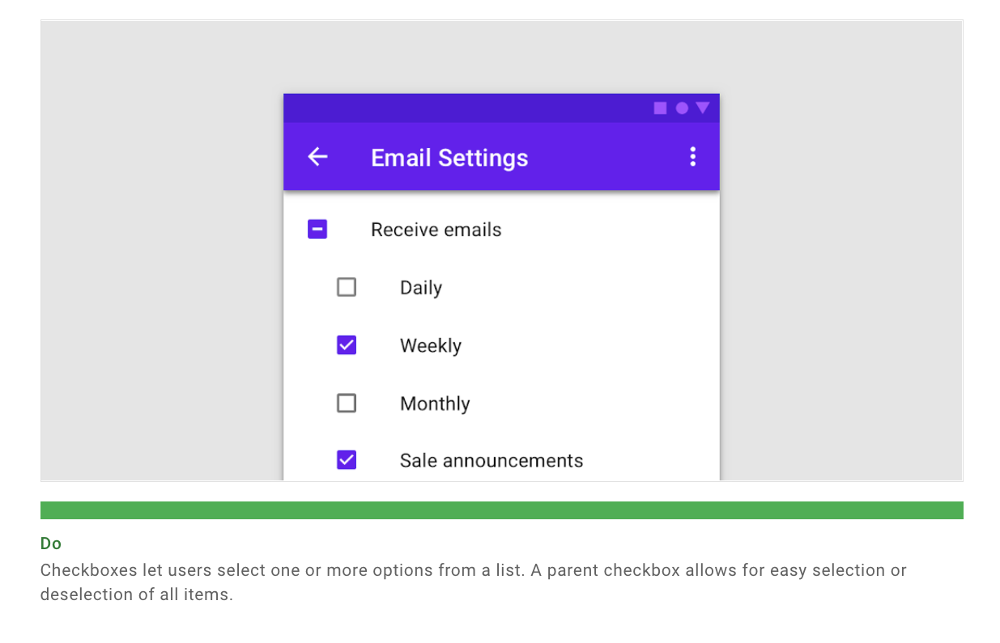 Email Settings
Receive emails
Daily
Weekly
Monthly
Sale announcements
Do
Checkboxes let users select one or more options from a list. A parent checkbox allows for easy selection or
deselection of all items.